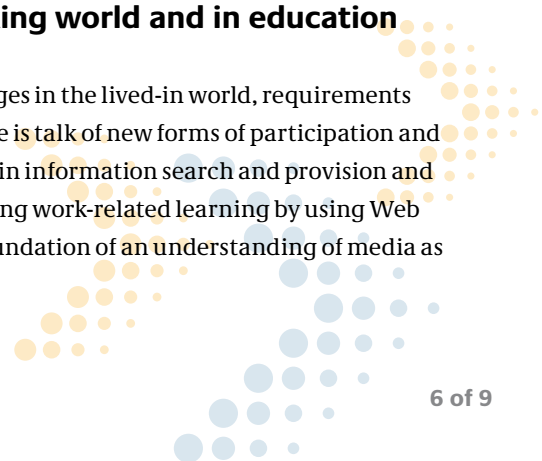 ing world and in education
ges in the lived-in world, requirements
e is talk of new forms of participation and
in information search and provision and
ng work-related learning by using Web
undation of an understanding of media as
6 of 9